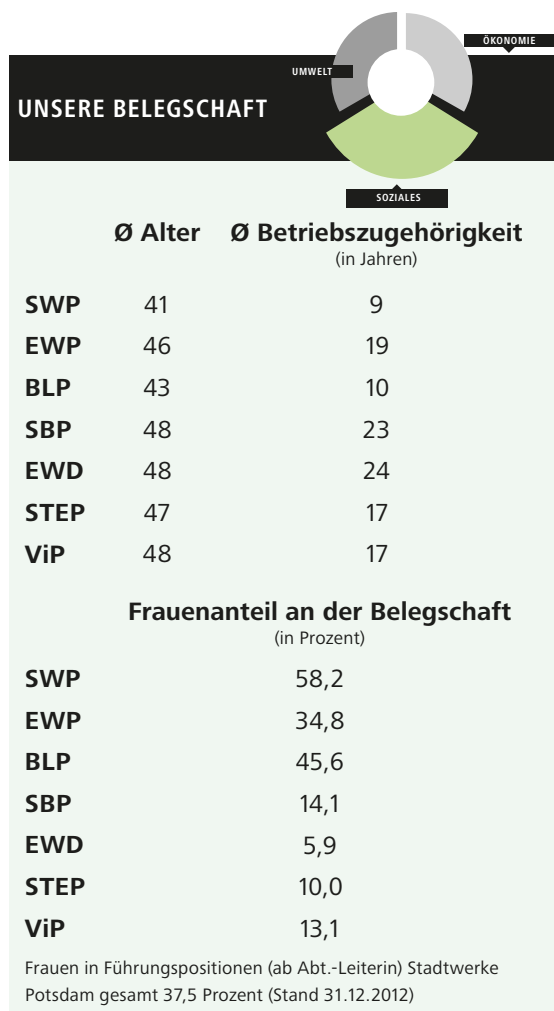 ÖKONOMIE
UMWELT
UNSERE BELEGSCHAFT
SOZIALES
Ø Alter Ø Betriebszugehörigkeit
(in Jahren)
SWP 41 9
EWP 46 19
BLP 43 10
SBP 48 23
EWD 48 24
STEP 47 17
ViP 48 17
Frauenanteil an der Belegschaft
(in Prozent)
SWP 58,2
EWP 34,8
BLP 45,6
SBP 14,1
EWD 5,9
STEP 10,0
ViP 13,1
Frauen in Führungspositionen (ab Abt.-Leiterin) Stadtwerke
Potsdam gesamt 37,5 Prozent (Stand 31.12.2012)